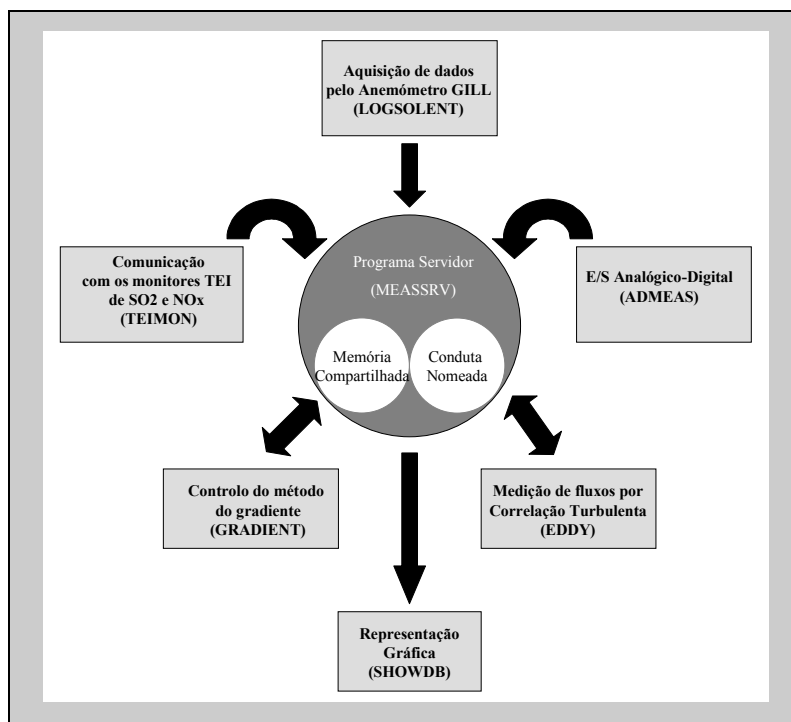 Aquisição de dados
pelo Anemómetro GILL
(LOGSOLENT)
Comunicação
com os monitores TEI
de SO2 e NOx
(TEIMON)
Programa Servidor
(MEASSRV)
E/S Analógico-Digital
(ADMEAS)
Memória
Compartilhada
Conduta
Nomeada
Controlo do método
do gradiente
(GRADIENT)
Medição de fluxos por
Correlação Turbulenta
(EDDY)
Representação
Gráfica
(SHOWDB)